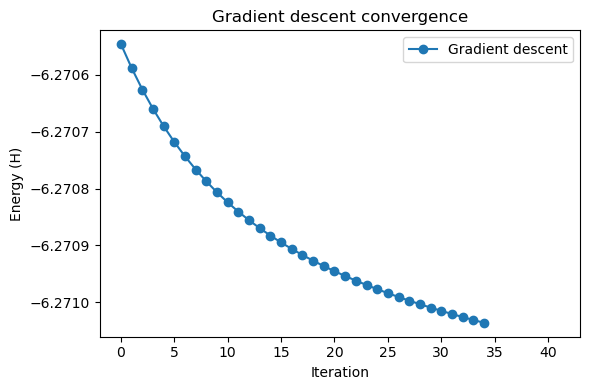 Gradient descent convergence
Gradient descent
Energy (H)
−6.2706
−6.2707
−6.2708
−6.2709
−6.2710
0 5 10 15 20 25 30 35 40
Iteration